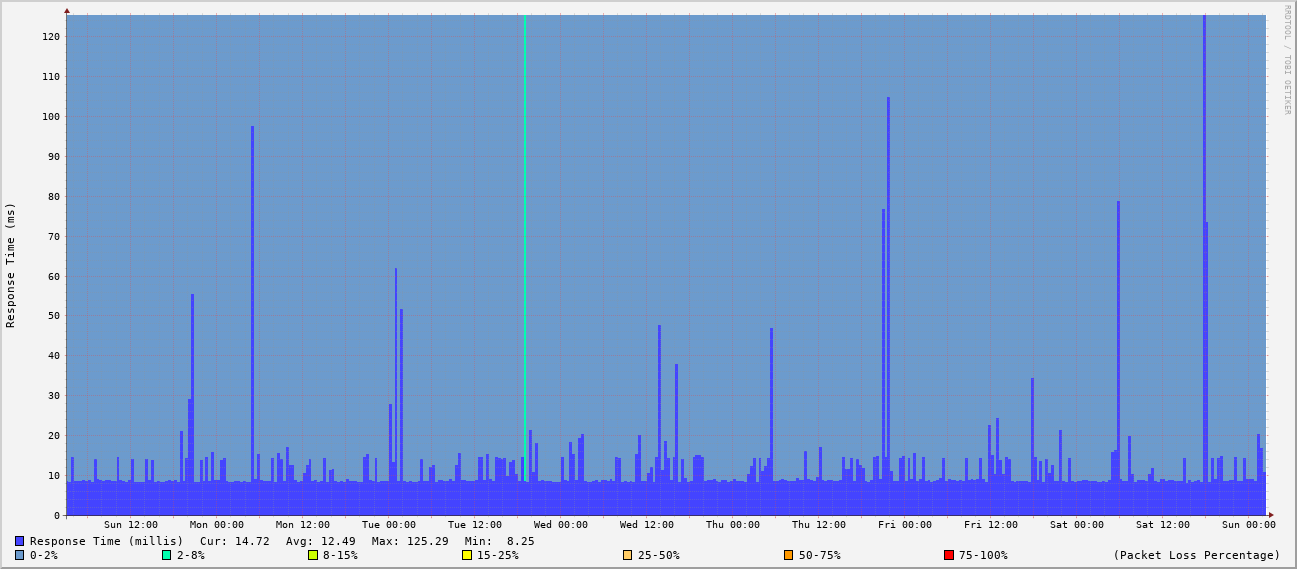 RRDTOOL / TOBI OETIKER
Response Time (ms)
120
110
100
90
80
70
60
50
40
30
20
10
0
Sun 12:00 Mon 00:00 Mon 12:00 Tue 00:00 Tue 12:00 Wed 00:00 Wed 12:00 Thu 00:00 Thu 12:00 Fri 00:00 Fri 12:00 Sat 00:00 Sat 12:00 Sun 00:00
Response Time (millis) Cur: 14.72 Avg: 12.49 Max: 125.29 Min: 8.25
0-2% 2-8% 8-15% 15-25% 25-50% 50-75% 75-100% (Packet Loss Percentage)